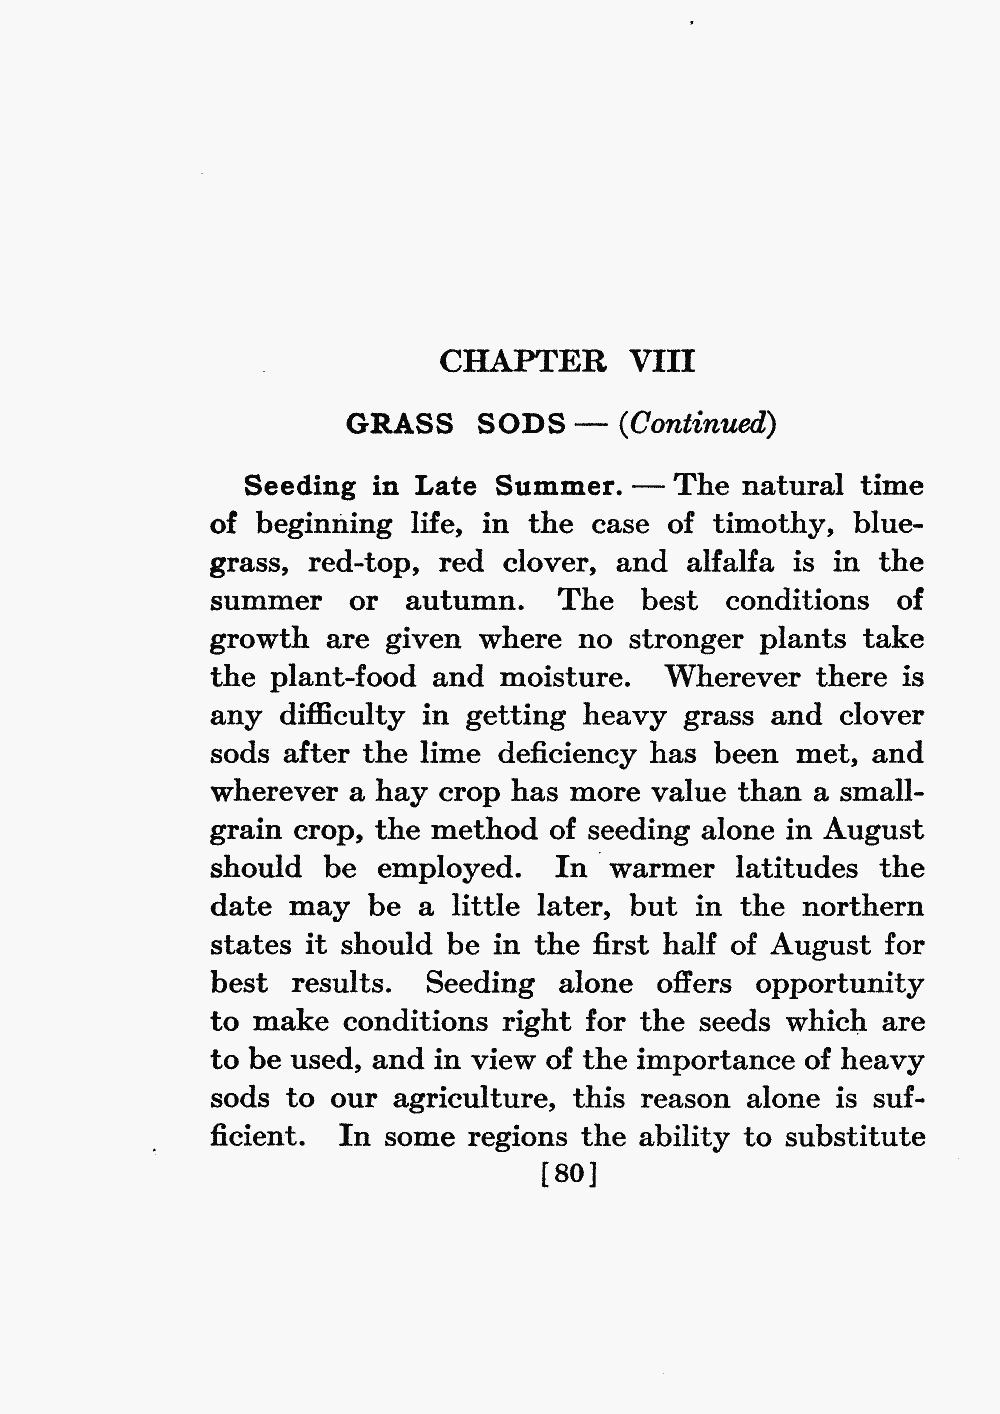 CHAPTER VIII
GRASS SODS — (Continued)
Seeding in Late Summer. — The natural time
of beginning life, in the case of timothy, blue-
grass, red-top, red clover, and alfalfa is in the
summer or autumn. The best conditions of
growth are given where no stronger plants take
the plant-food and moisture. Wherever there is
any difficulty in getting heavy grass and clover
sods after the lime deficiency has been met, and
wherever a hay crop has more value than a small-
grain crop, the method of seeding alone in August
should be employed. In warmer latitudes the
date may be a little later, but in the northern
states it should be in the first half of August for
best results. Seeding alone offers opportunity
to make conditions right for the seeds which are
to be used, and in view of the importance of heavy
sods to our agriculture, this reason alone is suf-
ficient. In some regions the ability to substitute
[80]